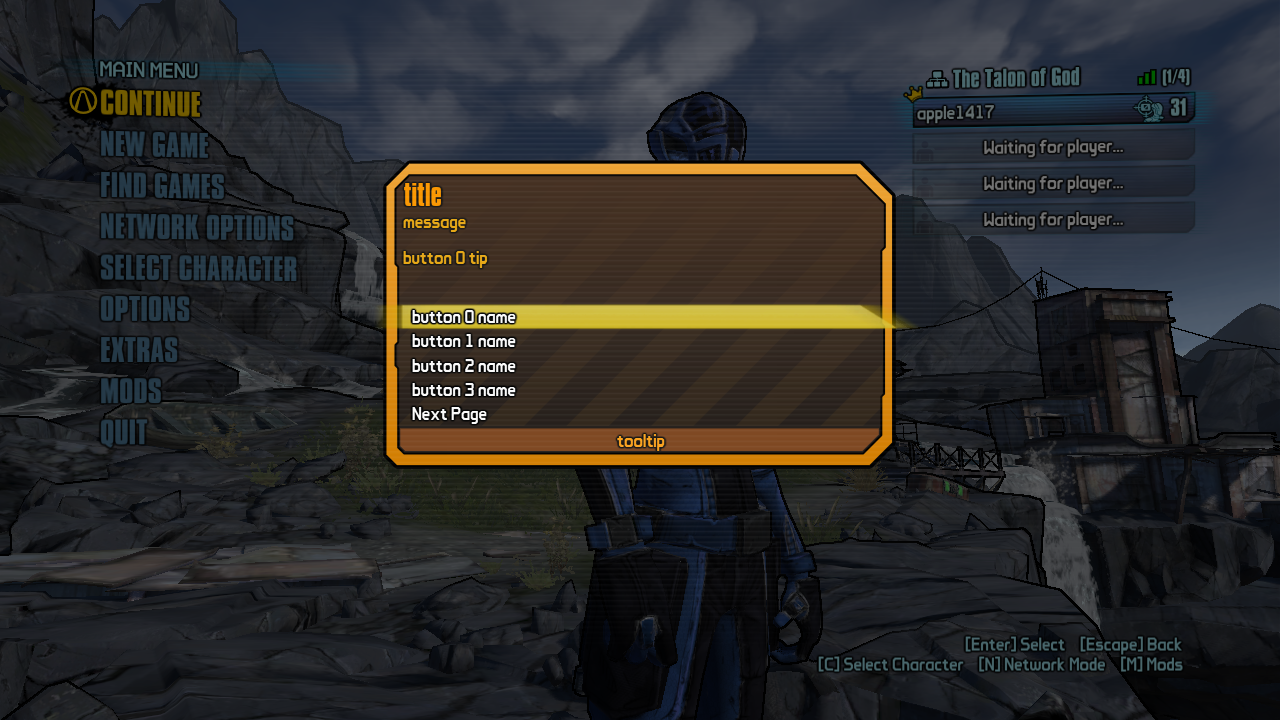 MAIN MENU
CONTINUE
NEW GAME
FIND GAMES
NETWORK OPTIONS
SELECT CHARACTER
OPTIONS
EXTRAS
MODS
QUIT
The Talon of God [1/4]
apple1417 31
Waiting for player...
Waiting for player...
Waiting for player...
title
message
button 0 tip
button 0 name
button 1 name
button 2 name
button 3 name
Next Page
tooltip
[Enter] Select [Escape] Back
[C] Select Character [N] Network Mode [M] Mods